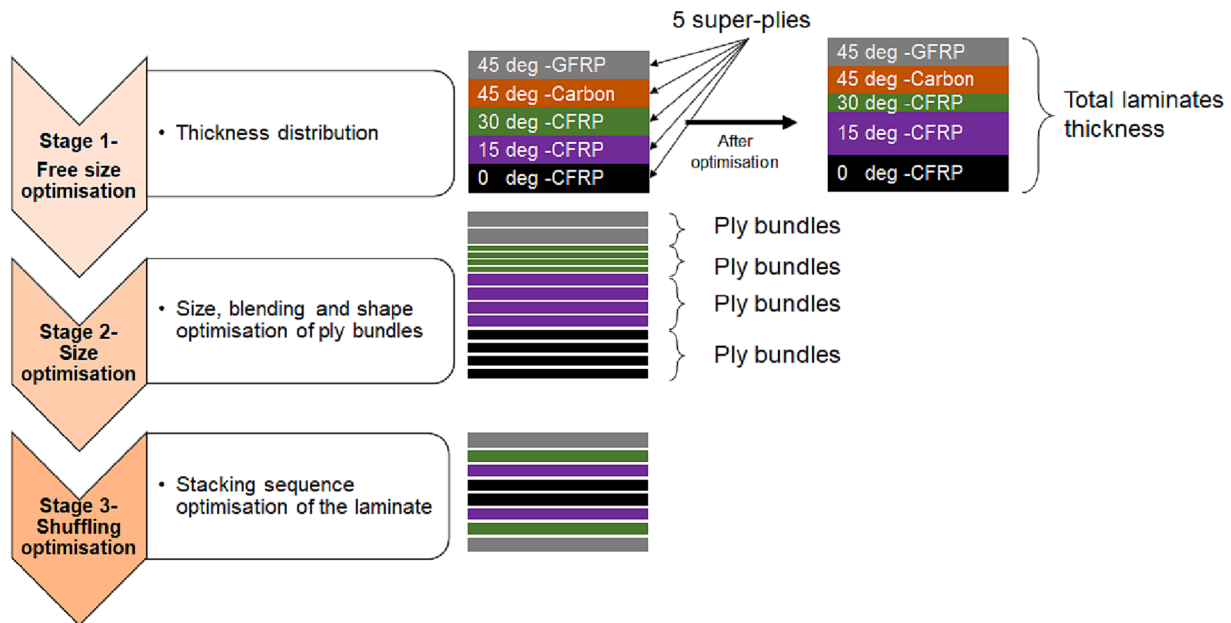 5 super-plies
Stage 1-
Free size
optimisation
• Thickness distribution
45 deg -GFRP
45 deg -Carbon
30 deg -CFRP
15 deg -CFRP
0 deg -CFRP
After
optimisation
45 deg -GFRP
45 deg -Carbon
30 deg -CFRP
15 deg -CFRP
0 deg -CFRP
Total laminates
thickness
Stage 2-
Size
optimisation
• Size, blending and shape
optimisation of ply bundles
Ply bundles
Ply bundles
Ply bundles
Ply bundles
Stage 3-
Shuffling
optimisation
• Stacking sequence
optimisation of the laminate